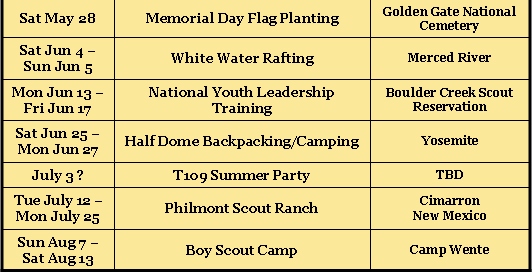 Sat May 28 Memorial Day Flag Planting Golden Gate National
Cemetery
Sat Jun 4 –
Sun Jun 5 White Water Rafting Merced River
Mon Jun 13 –
Fri Jun 17 National Youth Leadership
Training Boulder Creek Scout
Reservation
Sat Jun 25 –
Mon Jun 27 Half Dome Backpacking/Camping Yosemite
July 3 ? T109 Summer Party TBD
Tue July 12 –
Mon July 25 Philmont Scout Ranch Cimarron
New Mexico
Sun Aug 7 –
Sat Aug 13 Boy Scout Camp Camp Wente